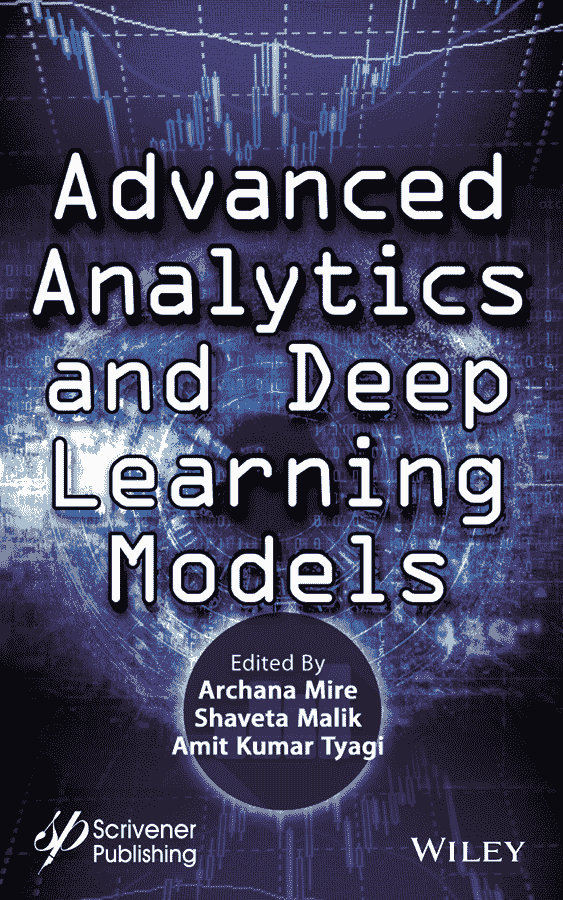 Advanced
Analytics
and Deep
Learning
Models
Edited By
Archana Mire
Shaveta Malik
Amit Kumar Tyagi
Scrivener
Publishing
WILEY